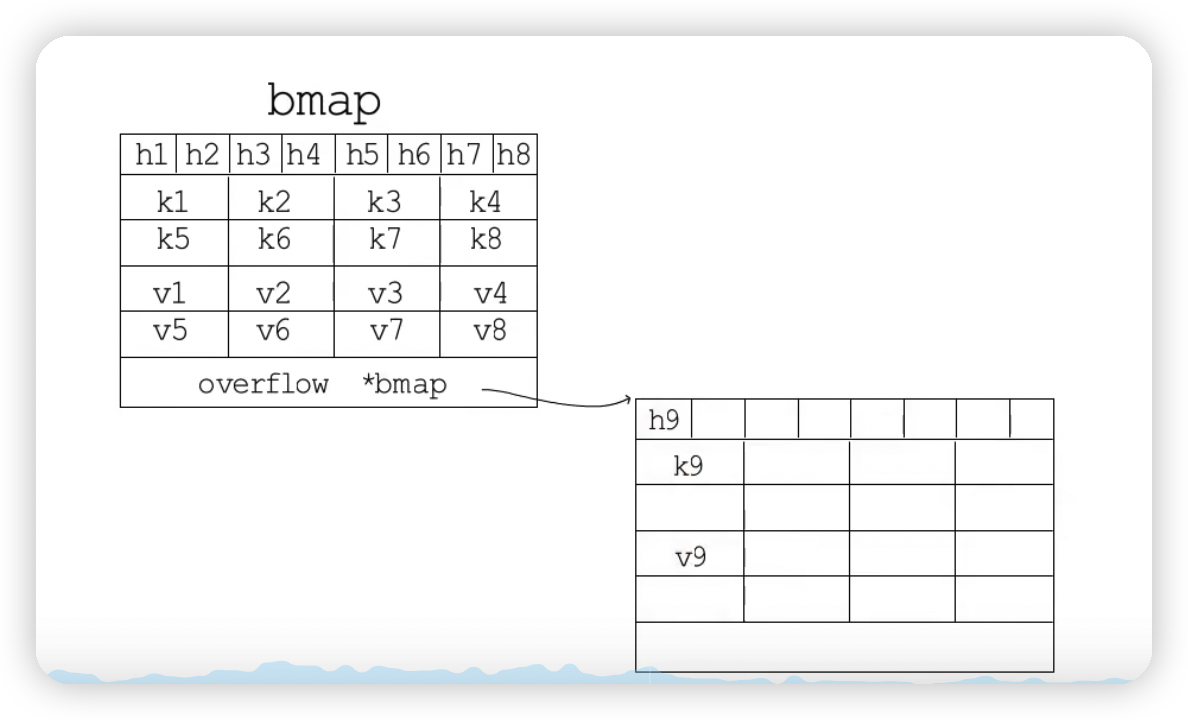 bmap
h1 h2 h3 h4 h5 h6 h7 h8
k1 k2 k3 k4
k5 k6 k7 k8
v1 v2 v3 v4
v5 v6 v7 v8
overflow *bmap
h9
k9
v9